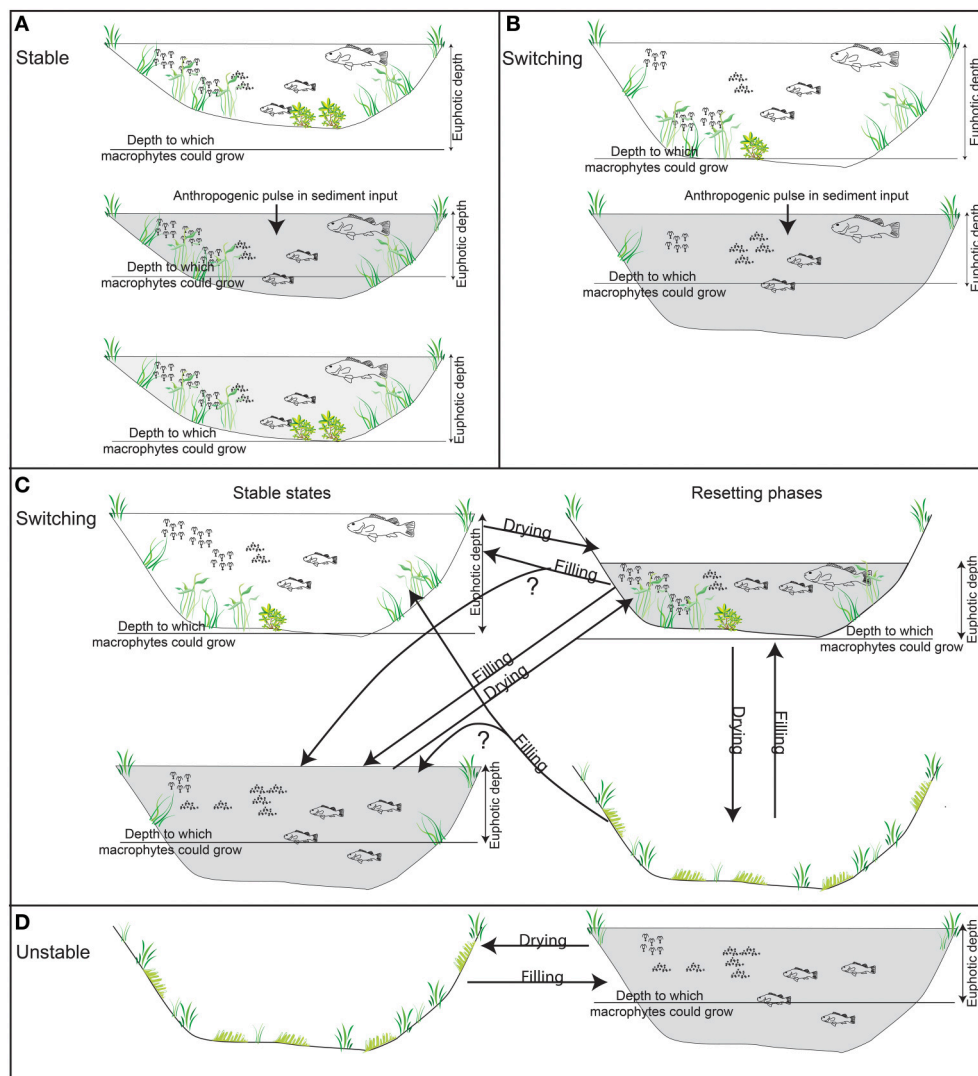 A
Stable
Euphotic depth
Depth to which
macrophytes could grow
Anthropogenic pulse in sediment input
Euphotic depth
Depth to which
macrophytes could grow
Euphotic depth
Depth to which
macrophytes could grow
B
Switching
Euphotic depth
Depth to which
macrophytes could grow
Anthropogenic pulse in sediment input
Euphotic depth
Depth to which
macrophytes could grow
C
Switching
Stable states
Resetting phases
Euphotic depth
Depth to which
macrophytes could grow
Drying
Filling
?
Euphotic depth
Depth to which
macrophytes could grow
Filling
Drying
?
Filling
Drying
Filling
Euphotic depth
Depth to which
macrophytes could grow
D
Unstable
Drying
Filling
Euphotic depth
Depth to which
macrophytes could grow